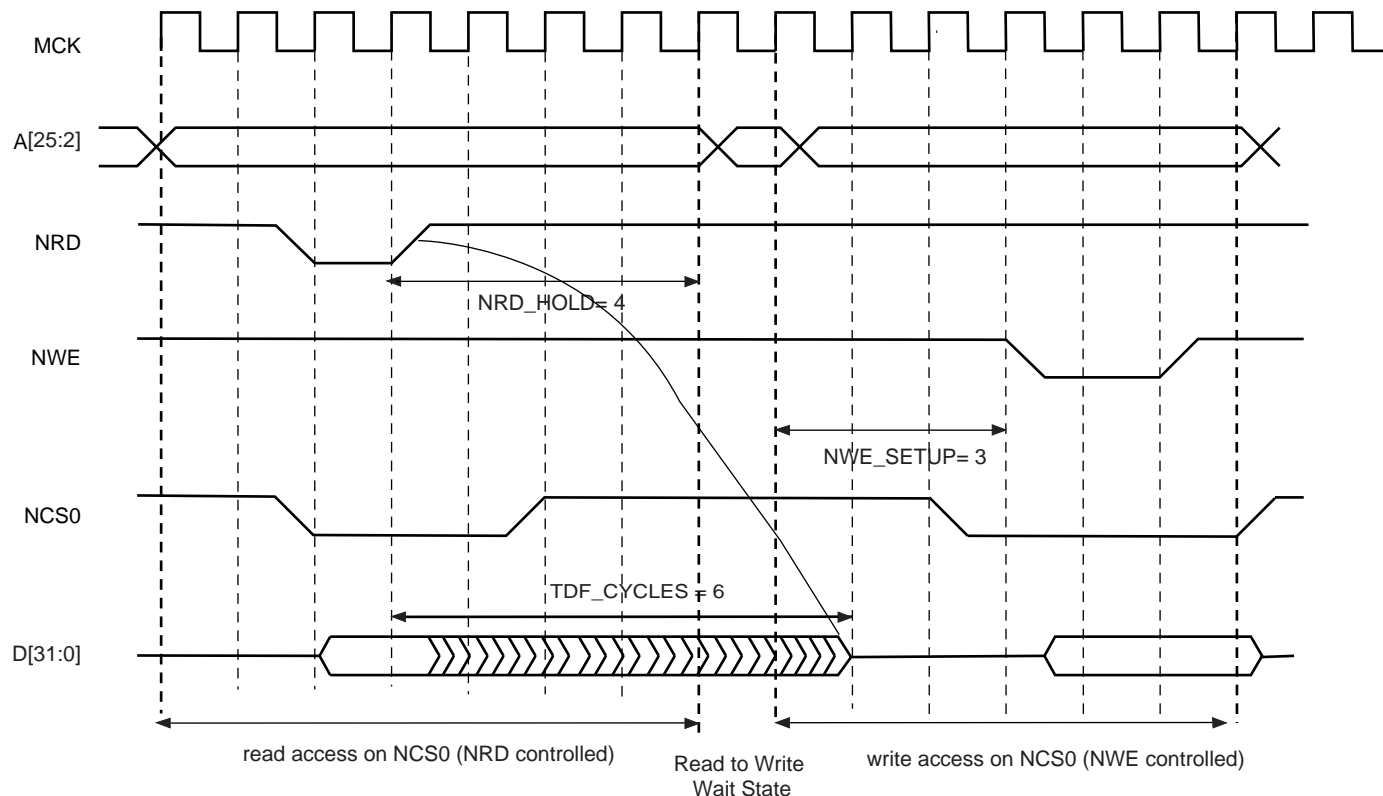 MCK
A[25:2]
NRD
NRD_HOLD= 4
NWE
NWE_SETUP= 3
NCS0
TDF_CYCLES = 6
D[31:0]
read access on NCS0 (NRD controlled)
Read to Write
Wait State
write access on NCS0 (NWE controlled)